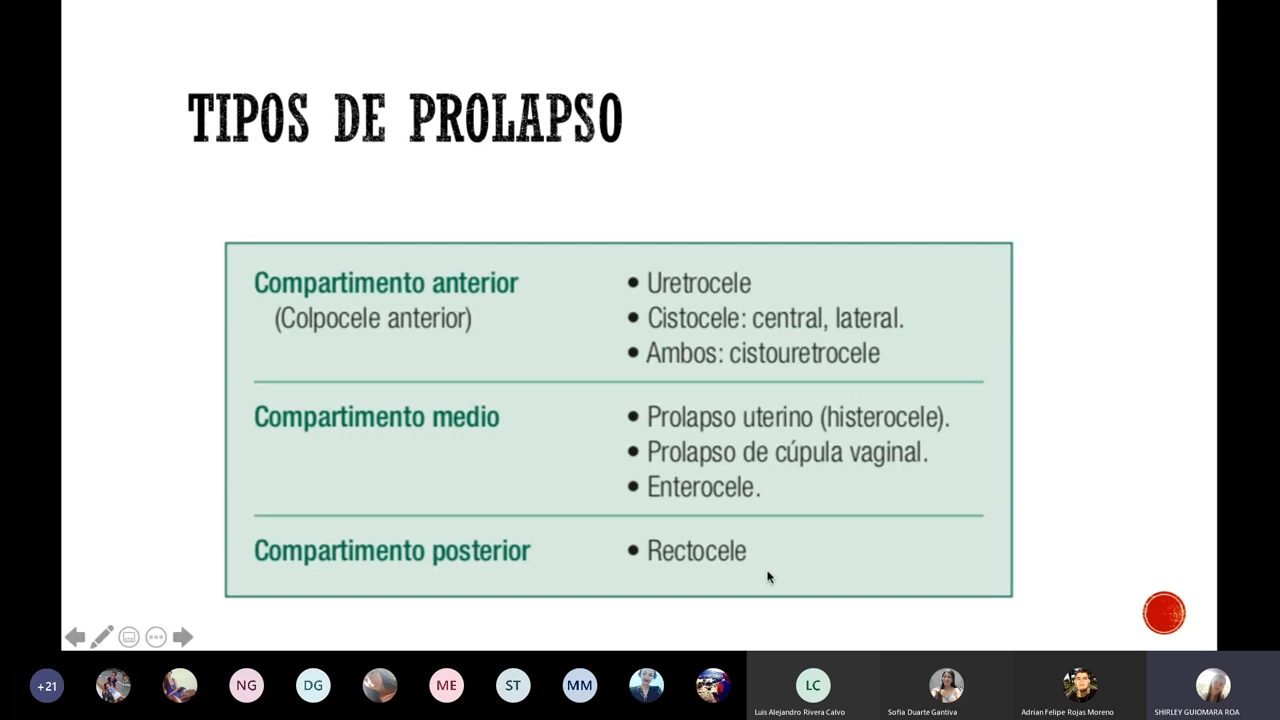 TIPOS DE PROLAPSO
Compartimento anterior
(Colpocele anterior)
• Uretrocele
• Cistocele: central, lateral.
• Ambos: cistouretrocele
Compartimento medio
• Prolapso uterino (histerocele).
• Prolapso de cúpula vaginal.
• Enterocele.
Compartimento posterior
• Rectocele
+21
NG
DG
ME
ST
MM
LC
Luis Alejandro Rivera Calvo
Sofia Duarte Gantiva
Adrian Felipe Rojas Moreno
SHIRLEY GUIOMARA ROA